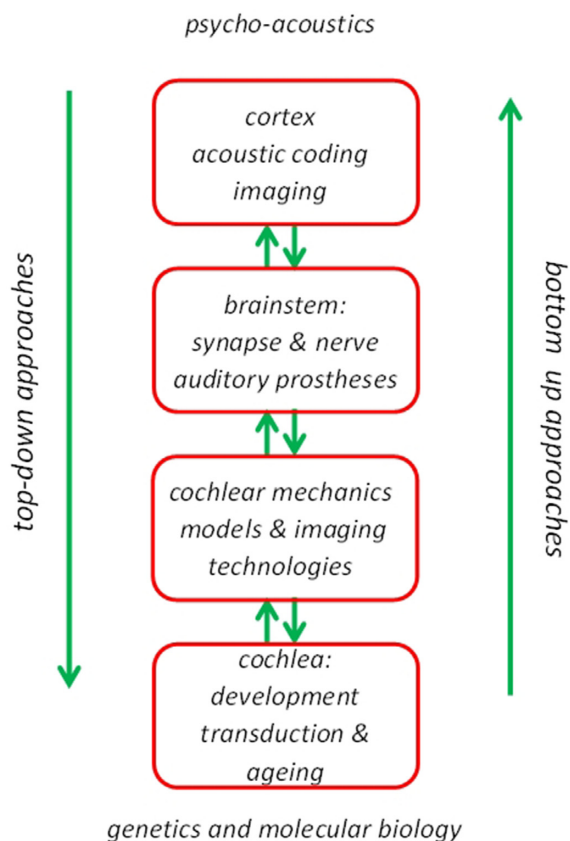 psycho-acoustics
cortex
acoustic coding
imaging
brainstem:
synapse & nerve
auditory prostheses
top-down approaches
bottom up approaches
cochlear mechanics
models & imaging
technologies
cochlea:
development
transduction &
ageing
genetics and molecular biology